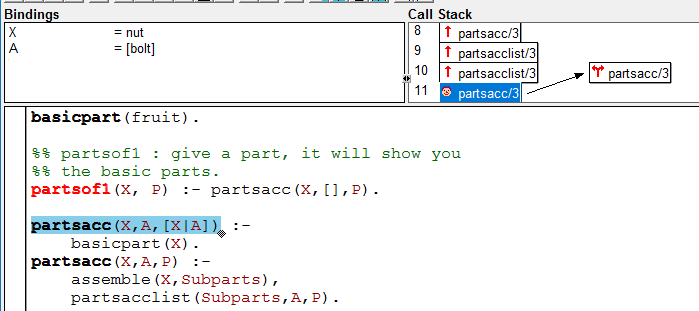 Bindings
X = nut
A = [bolt]
Call Stack
8 partsacc/3
9 partsacclist/3
10 partsacclist/3
partsacc/3
11 partsacc/3
basicpart(fruit).
%% partsof1 : give a part, it will show you
%% the basic parts.
partsof1(X, P) :- partsacc(X,[],P).
partsacc(X,A,[X|A]) :-
basicpart(X).
partsacc(X,A,P) :-
assemble(X,Subparts),
partsacclist(Subparts,A,P).